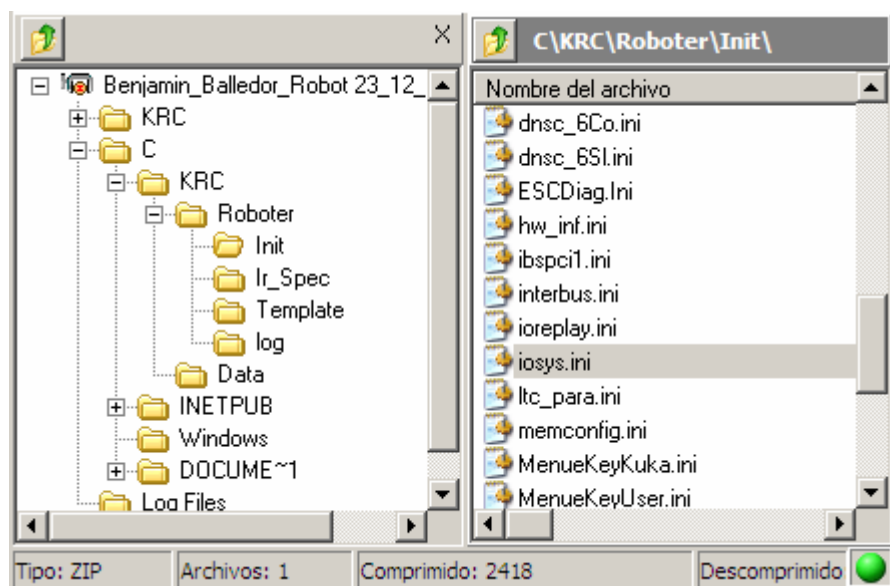 Benjamin_Balledor_Robot 23_12_
KRC
C
KRC
Roboter
Init
Ir_Spec
Template
log
Data
INETPUB
Windows
DOCUME~1
Log Files
C\KRC\Roboter\Init\
Nombre del archivo
dnsc_6Co.ini
dnsc_6SI.ini
ESCDiag.Ini
hw_inf.ini
ibspci1.ini
interbus.ini
ioreplay.ini
iosys.ini
ltc_para.ini
memconfig.ini
MenueKeyKuka.ini
MenueKeyUser.ini
Tipo: ZIP Archivos: 1 Comprimido: 2418 Descomprimido